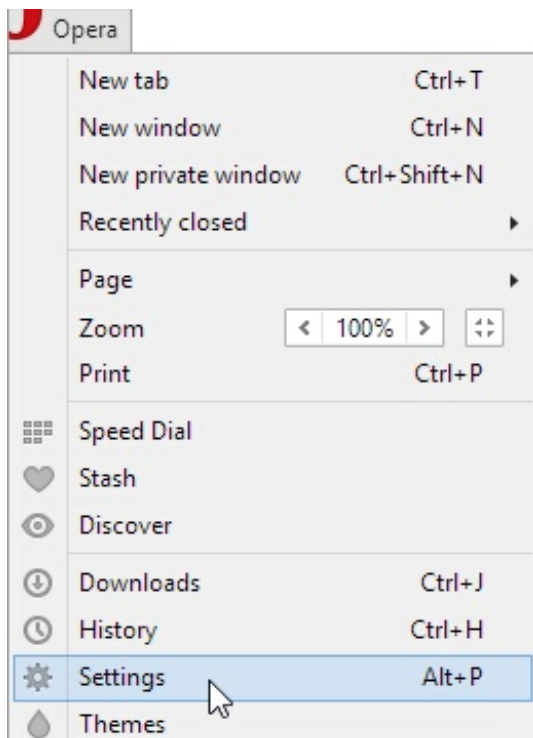 Opera
New tab Ctrl+T
New window Ctrl+N
New private window Ctrl+Shift+N
Recently closed
Page
Zoom 100%
Print Ctrl+P
Speed Dial
Stash
Discover
Downloads Ctrl+J
History Ctrl+H
Settings Alt+P
Themes